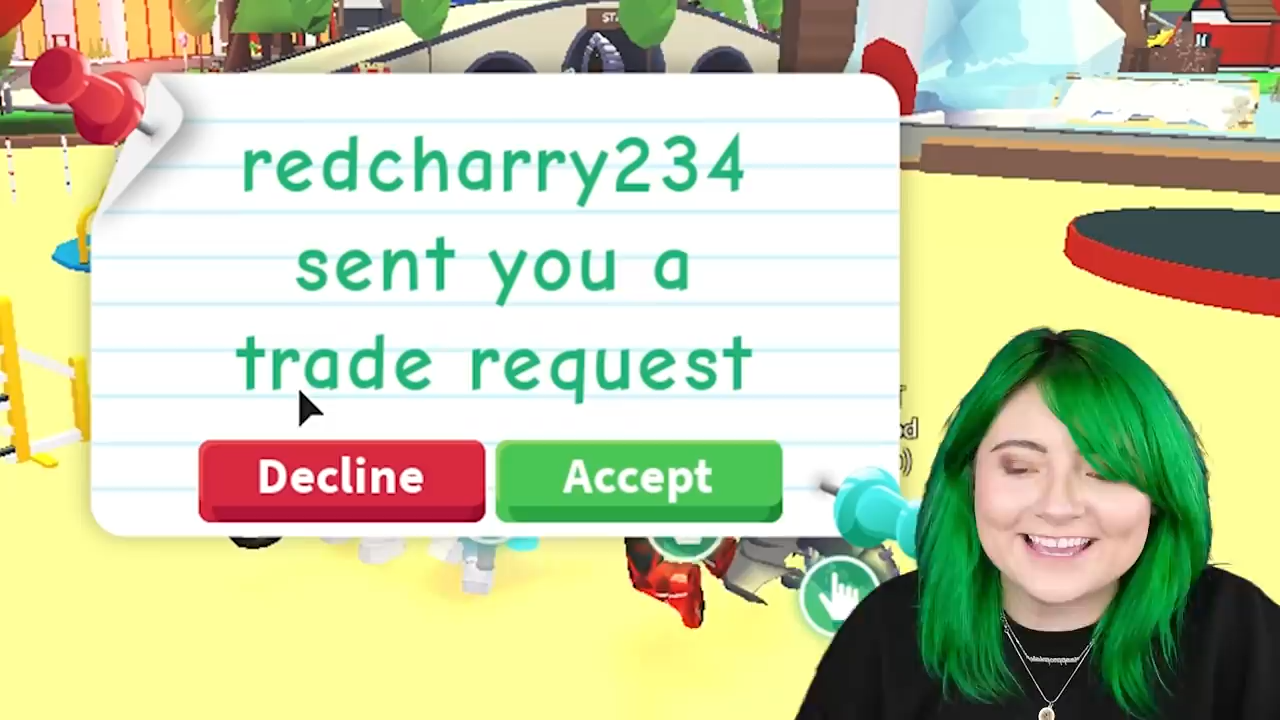 redcharry234
sent you a
trade request
Decline
Accept